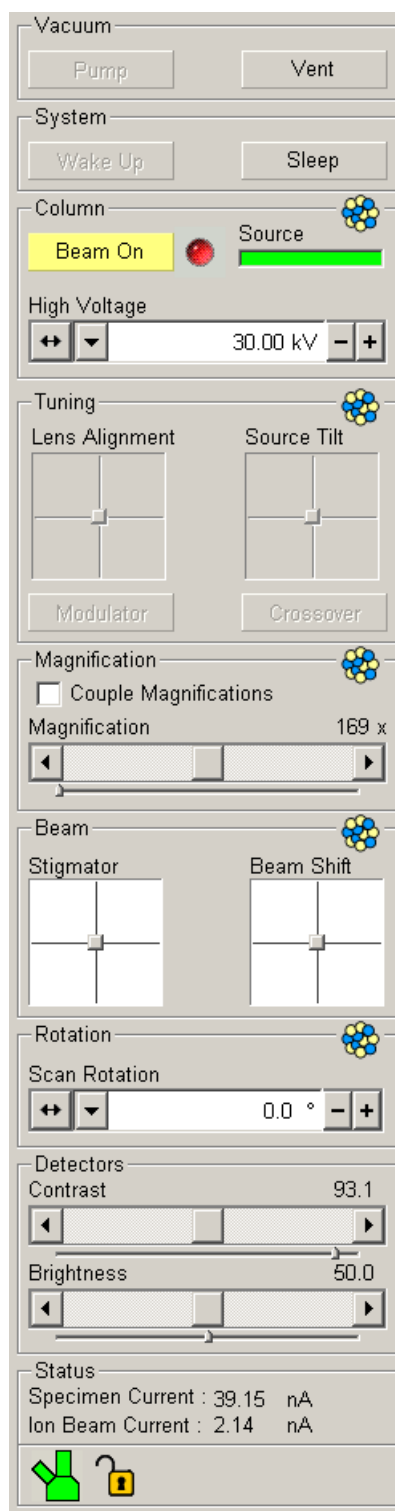 Vacuum
Pump Vent
System
Wake Up Sleep
Column
Source
Beam On
High Voltage
30.00 kV
Tuning
Lens Alignment Source Tilt
Modulator Crossover
Magnification
Couple Magnifications
Magnification 169 x
Beam
Stigmator Beam Shift
Rotation
Scan Rotation
0.0 °
Detectors
Contrast 93.1
Brightness 50.0
Status
Specimen Current : 39.15 nA
Ion Beam Current : 2.14 nA